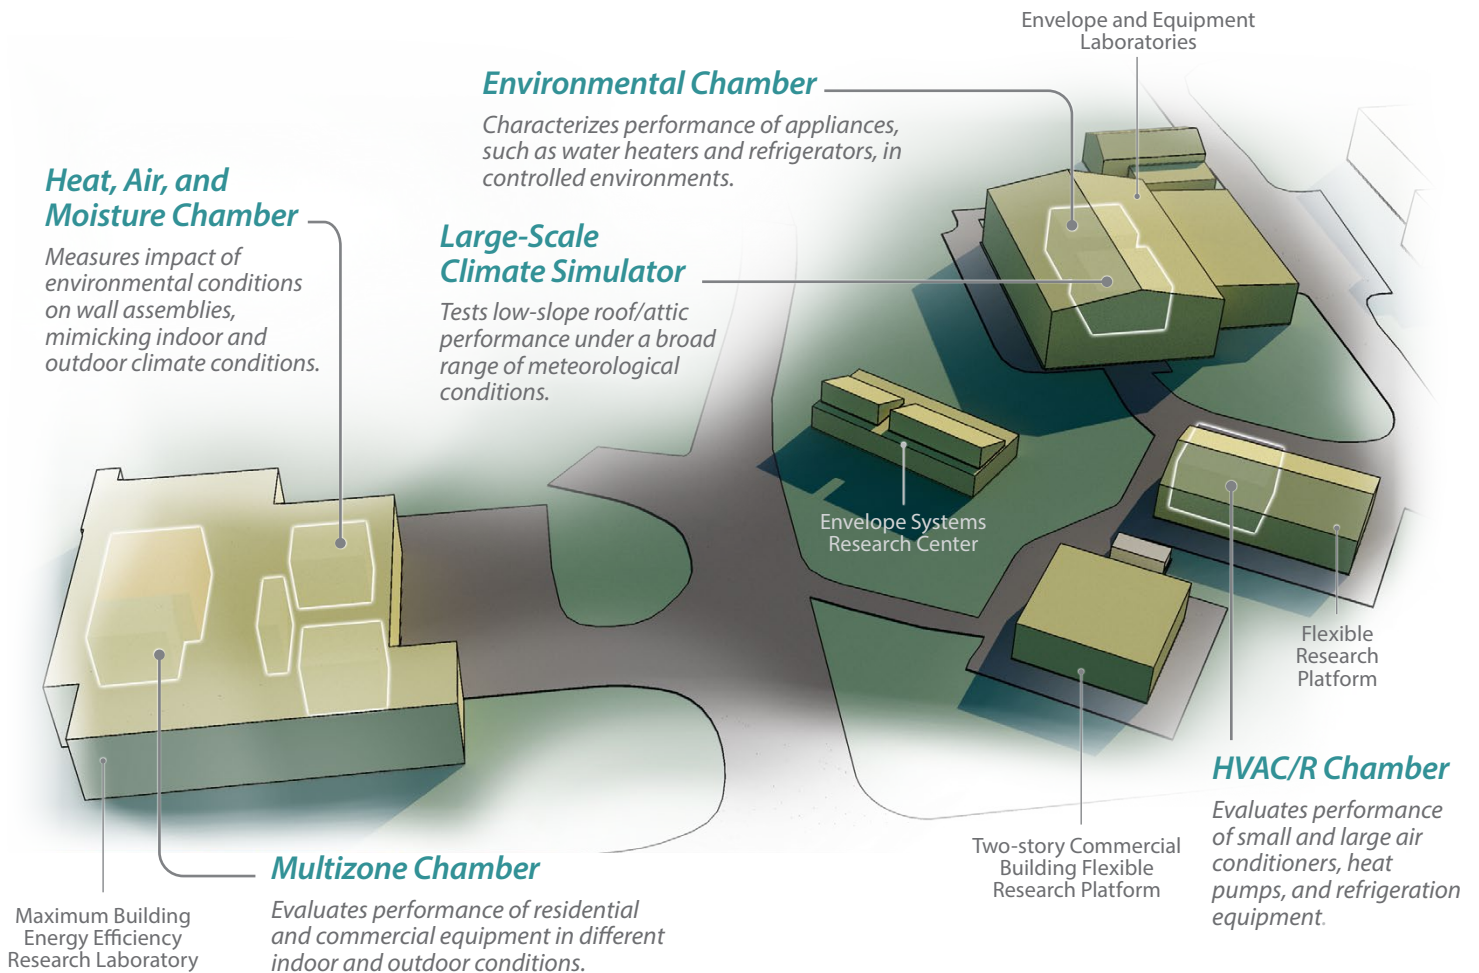 Envelope and Equipment
Laboratories
Environmental Chamber
Characterizes performance of appliances,
such as water heaters and refrigerators, in
controlled environments.
Heat, Air, and
Moisture Chamber
Measures impact of
environmental conditions
on wall assemblies,
mimicking indoor and
outdoor climate conditions.
Large-Scale
Climate Simulator
Tests low-slope roof/attic
performance under a broad
range of meteorological
conditions.
Envelope Systems
Research Center
Flexible
Research
Platform
HVAC/R Chamber
Evaluates performance
of small and large air
conditioners, heat
pumps, and refrigeration
equipment.
Two-story Commercial
Building Flexible
Research Platform
Multizone Chamber
Evaluates performance of residential
and commercial equipment in different
indoor and outdoor conditions.
Maximum Building
Energy Efficiency
Research Laboratory